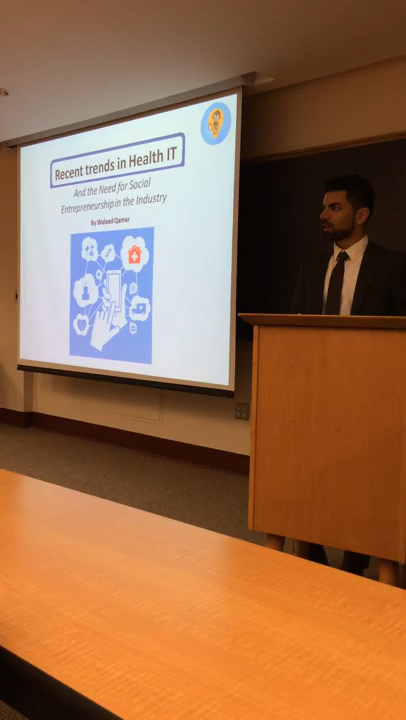 Recent trends in Health IT
And the Need for Social
Entrepreneurship in the Industry
By Waleed Qamar